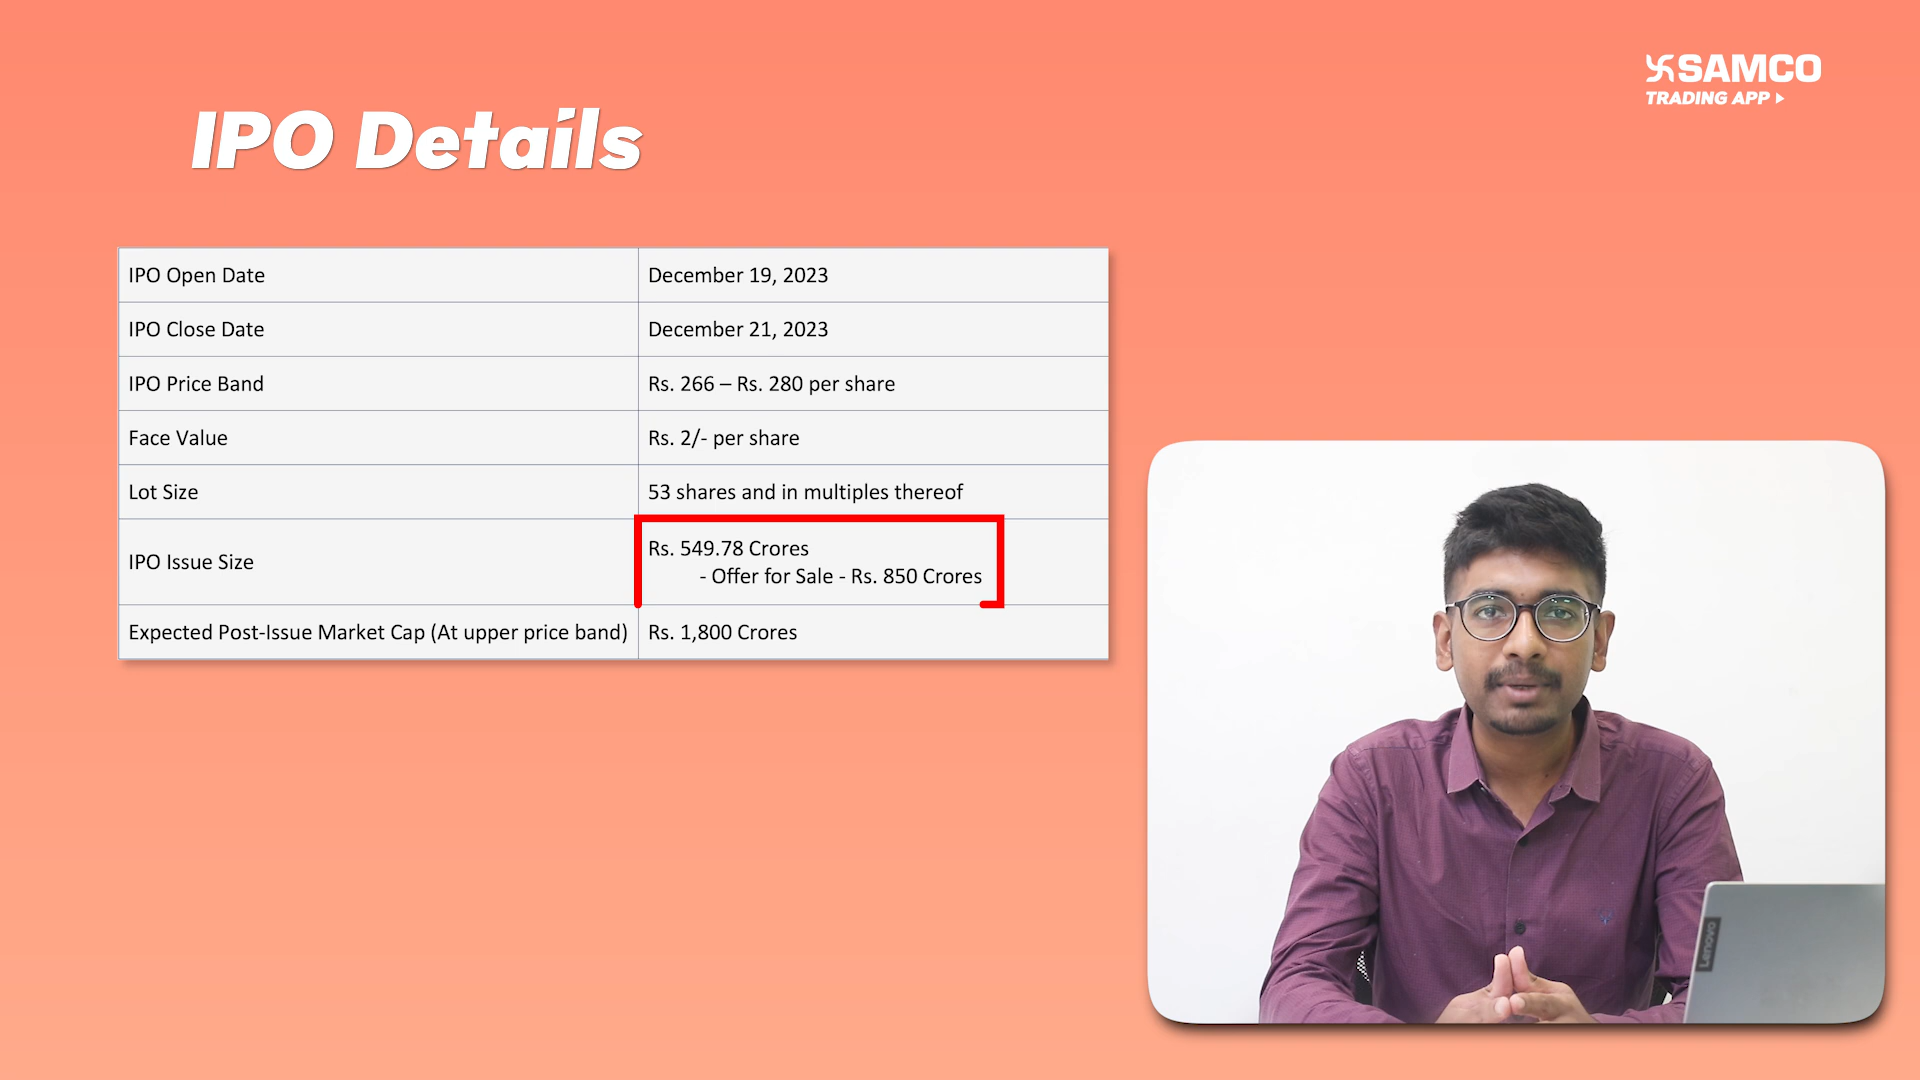 SAMCO
TRADING APP
IPO Details
IPO Open Date
December 19, 2023
IPO Close Date
December 21, 2023
IPO Price Band
Rs. 266 – Rs. 280 per share
Face Value
Rs. 2/- per share
Lot Size
53 shares and in multiples thereof
IPO Issue Size
Rs. 549.78 Crores
- Offer for Sale - Rs. 850 Crores
Expected Post-Issue Market Cap (At upper price band)
Rs. 1,800 Crores
Lenovo